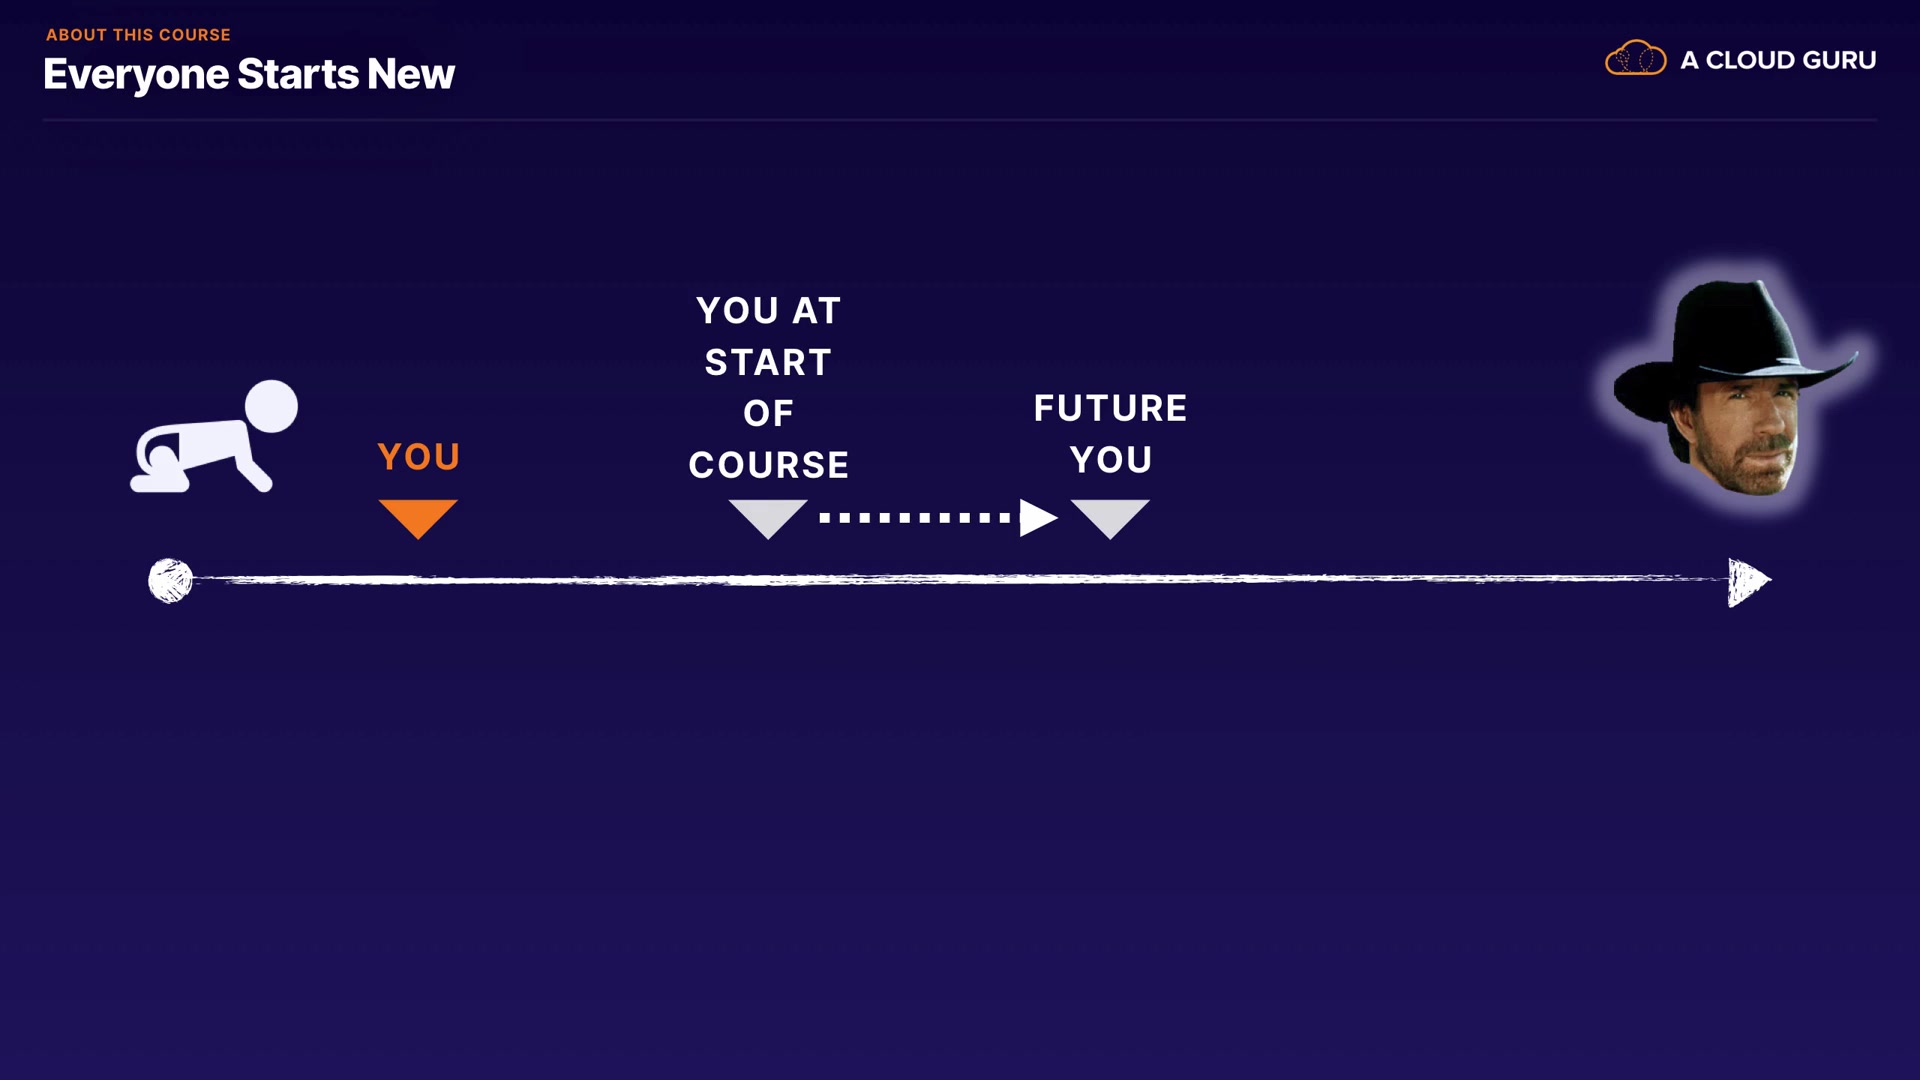 ABOUT THIS COURSE
Everyone Starts New
A CLOUD GURU
YOU
YOU AT
START
OF
COURSE
FUTURE
YOU